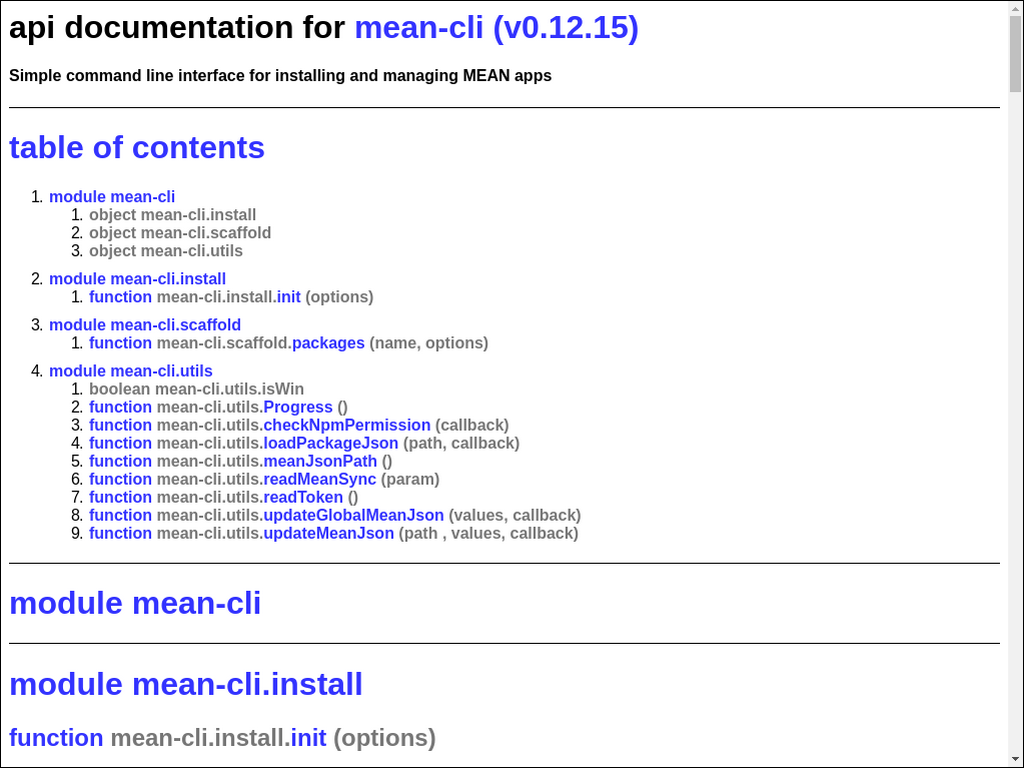 api documentation for mean-cli (v0.12.15)
Simple command line interface for installing and managing MEAN apps
table of contents
1. module mean-cli
1. object mean-cli.install
2. object mean-cli.scaffold
3. object mean-cli.utils
2. module mean-cli.install
1. function mean-cli.install.init (options)
3. module mean-cli.scaffold
1. function mean-cli.scaffold.packages (name, options)
4. module mean-cli.utils
1. boolean mean-cli.utils.isWin
2. function mean-cli.utils.Progress ()
3. function mean-cli.utils.checkNpmPermission (callback)
4. function mean-cli.utils.loadPackageJson (path, callback)
5. function mean-cli.utils.meanJsonPath ()
6. function mean-cli.utils.readMeanSync (param)
7. function mean-cli.utils.readToken ()
8. function mean-cli.utils.updateGlobalMeanJson (values, callback)
9. function mean-cli.utils.updateMeanJson (path , values, callback)
module mean-cli
module mean-cli.install
function mean-cli.install.init (options)